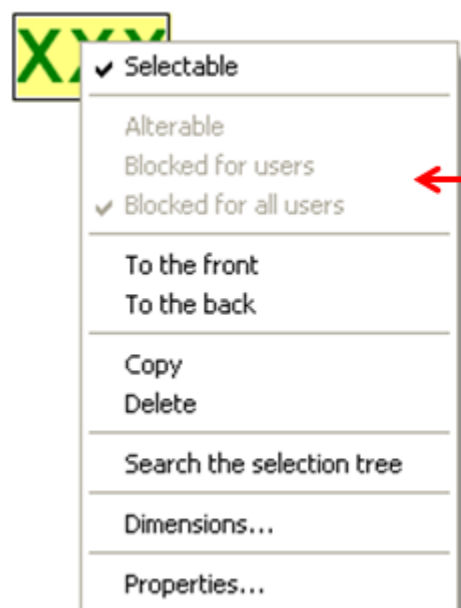 XXX
Selectable
Alterable
Blocked for users
Blocked for all users
To the front
To the back
Copy
Delete
Search the selection tree
Dimensions...
Properties...